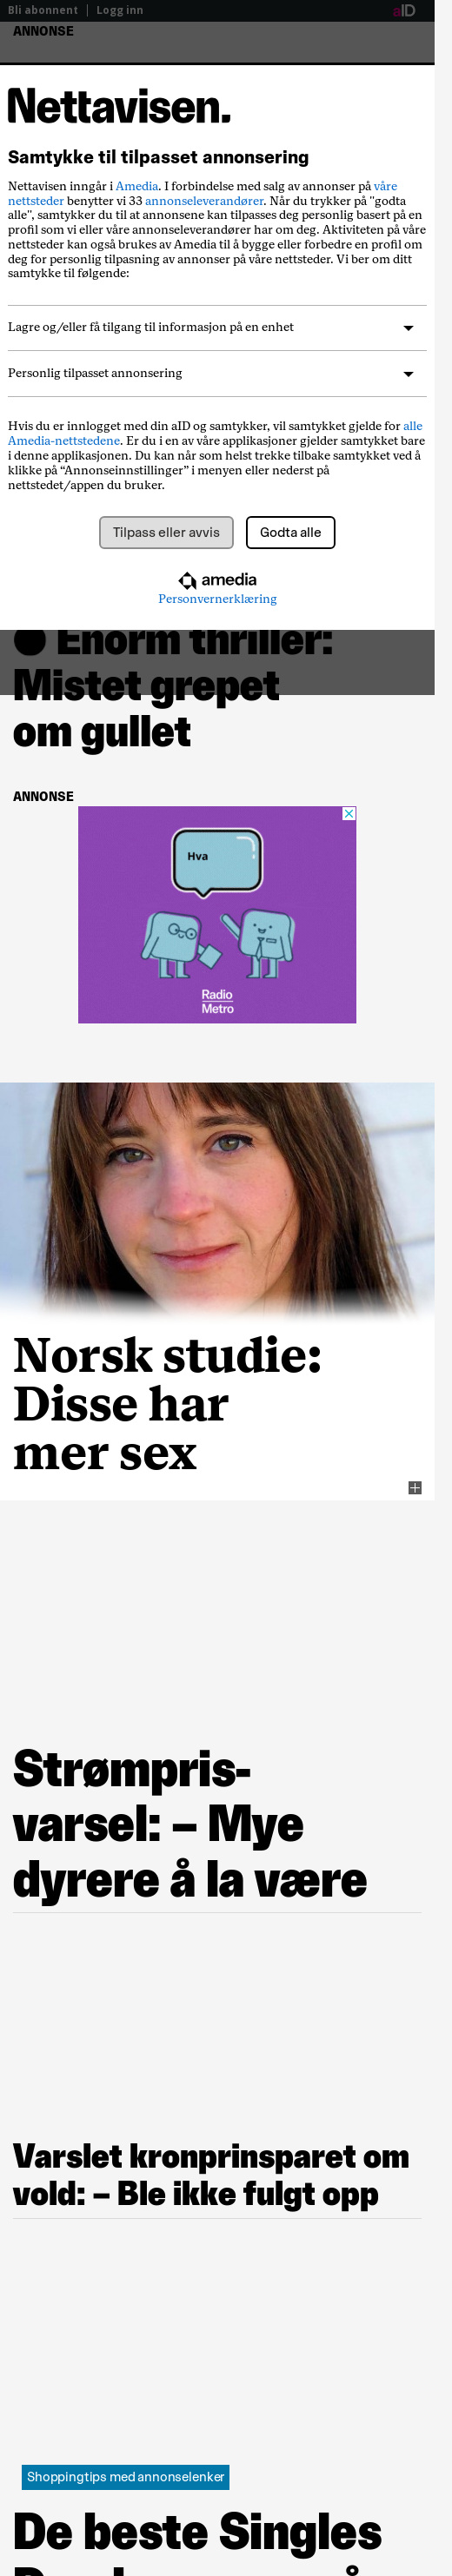 Bli abonnent | Logg inn
aID
ANNONSE
Nettavisen.
Samtykke til tilpasset annonsering
Nettavisen inngår i Amedia. I forbindelse med salg av annonser på våre
nettsteder benytter vi 33 annonseleverandører. Når du trykker på "godta
alle", samtykker du til at annonsene kan tilpasses deg personlig basert på en
profil som vi eller våre annonseleverandører har om deg. Aktiviteten på våre
nettsteder kan også brukes av Amedia til å bygge eller forbedre en profil om
deg for personlig tilpasning av annonser på våre nettsteder. Vi ber om ditt
samtykke til følgende:
Lagre og/eller få tilgang til informasjon på en enhet
Personlig tilpasset annonsering
Hvis du er innlogget med din aID og samtykker, vil samtykket gjelde for alle
Amedia-nettstedene. Er du i en av våre applikasjoner gjelder samtykket bare
i denne applikasjonen. Du kan når som helst trekke tilbake samtykket ved å
klikke på “Annonseinnstillinger” i menyen eller nederst på
nettstedet/appen du bruker.
Tilpass eller avvis
Godta alle
amedia
Personvernerklæring
Enorm thriller:
Mistet grepet
om gullet
ANNONSE
Hva
Radio
Metro
Norsk studie:
Disse har
mer sex
Strømpris-
varsel: – Mye
dyrere å la være
Varslet kronprinsparet om
vold: – Ble ikke fulgt opp
Shoppingtips med annonselenker
De beste Singles